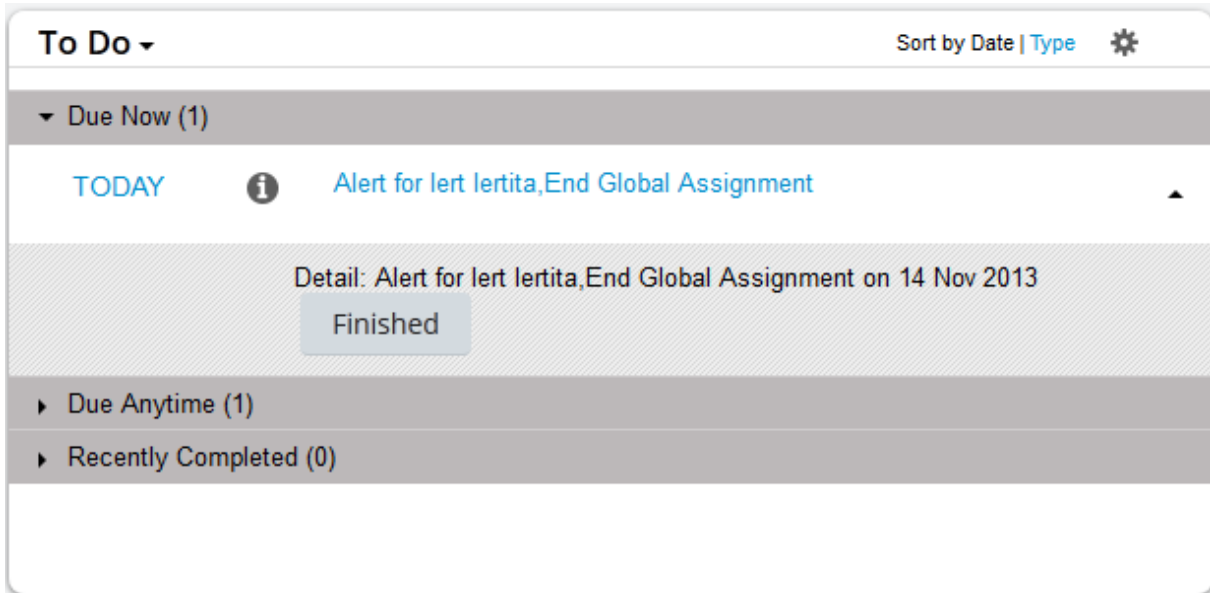 To Do
Sort by Date | Type
Due Now (1)
TODAY
Alert for lert lertita,End Global Assignment
Detail: Alert for lert lertita,End Global Assignment on 14 Nov 2013
Finished
Due Anytime (1)
Recently Completed (0)